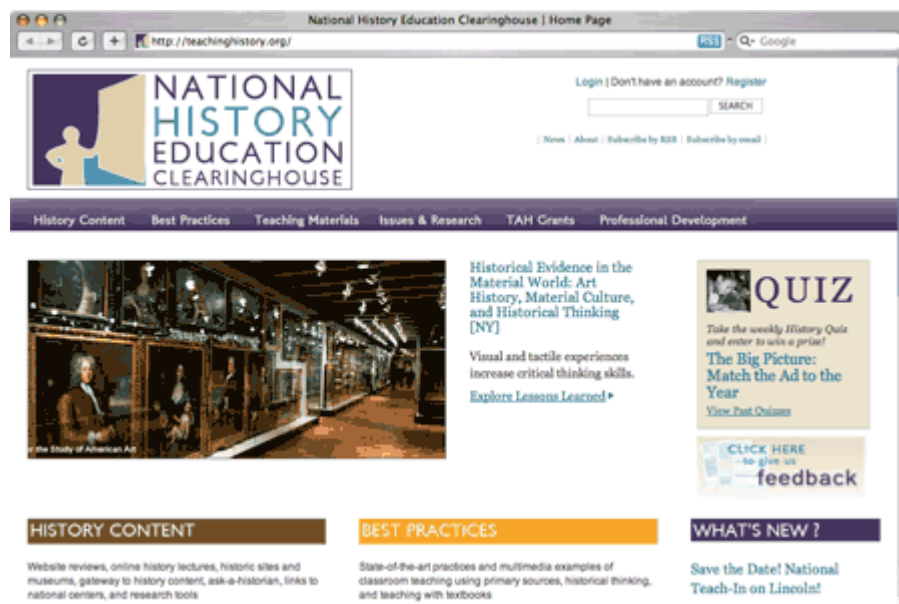 National History Education Clearinghouse | Home Page
http://teachinghistory.org/
RSS
Google
NATIONAL
HISTORY
EDUCATION
CLEARINGHOUSE
Login | Don't have an account? Register
SEARCH
| News | About | Subscribe by RSS | Subscribe by email |
History Content Best Practices Teaching Materials Issues & Research TAH Grants Professional Development
or the Study of American Art
Historical Evidence in the
Material World: Art
History, Material Culture,
and Historical Thinking
[NY]
Visual and tactile experiences
increase critical thinking skills.
Explore Lessons Learned
QUIZ
Take the weekly History Quiz
and enter to win a prize!
The Big Picture:
Match the Ad to the
Year
View Past Quizzes
CLICK HERE
to give us
feedback
HISTORY CONTENT
Website reviews, online history lectures, historic sites and
museums, gateway to history content, ask-a-historian, links to
national centers, and research tools
BEST PRACTICES
State-of-the-art practices and multimedia examples of
classroom teaching using primary sources, historical thinking,
and teaching with textbooks
WHAT'S NEW ?
Save the Date! National
Teach-In on Lincoln!